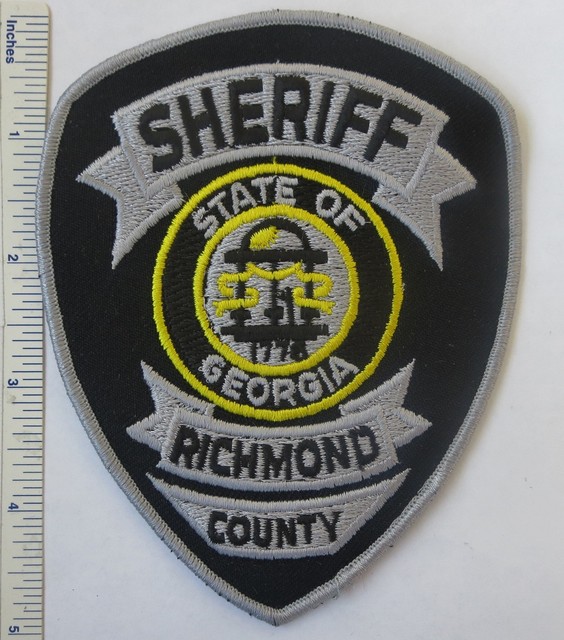 Inches
1
2
3
4
5
SHERIFF
STATE OF
1776
GEORGIA
RICHMOND
COUNTY